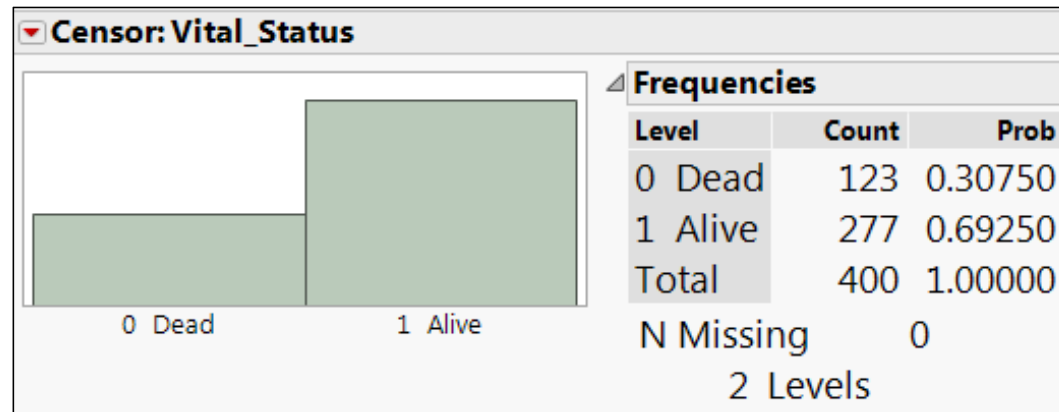 Censor: Vital_Status
0 Dead 1 Alive
Frequencies
Level Count Prob
0 Dead 123 0.30750
1 Alive 277 0.69250
Total 400 1.00000
N Missing 0
2 Levels